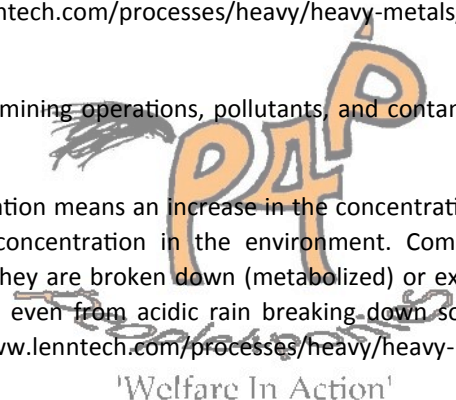 ntech.com/processes/heavy/heavy-metals,
mining operations, pollutants, and contan
P4P
tion means an increase in the concentrati
concentration in the environment. Com
they are broken down (metabolized) or ex
even from acidic rain breaking down so
ww.lenntech.com/processes/heavy/heavy-
'Welfare In Action'